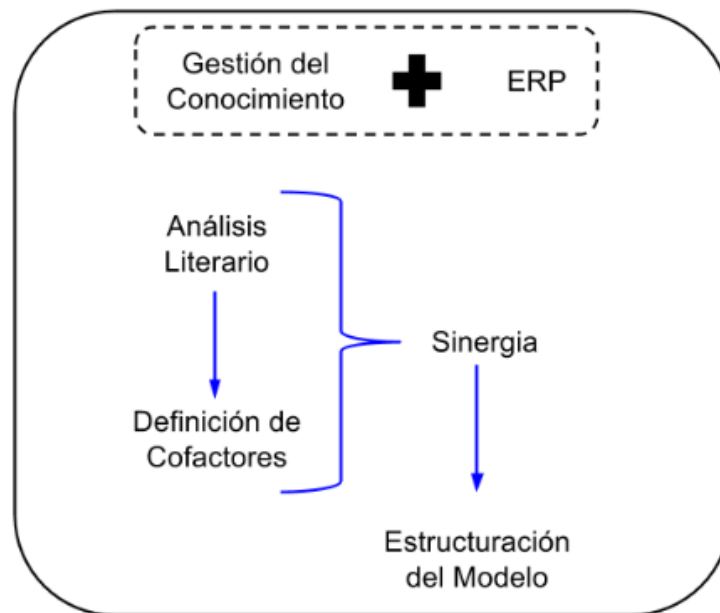 Gestión del
Conocimiento
ERP
Análisis
Literario
Sinergia
Definición de
Cofactores
Estructuración
del Modelo